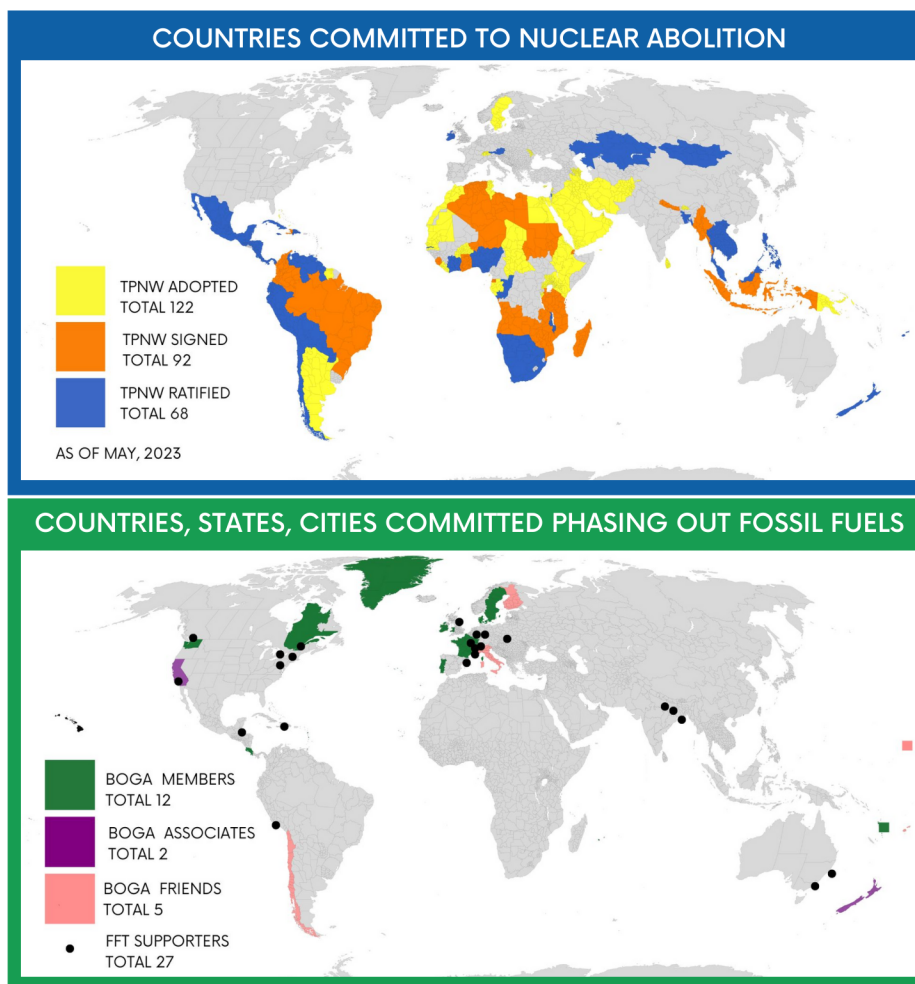 COUNTRIES COMMITTED TO NUCLEAR ABOLITION
TPNW ADOPTED
TOTAL 122
TPNW SIGNED
TOTAL 92
TPNW RATIFIED
TOTAL 68
AS OF MAY, 2023
COUNTRIES, STATES, CITIES COMMITTED PHASING OUT FOSSIL FUELS
BOGA MEMBERS
TOTAL 12
BOGA ASSOCIATES
TOTAL 2
BOGA FRIENDS
TOTAL 5
FFT SUPPORTERS
TOTAL 27